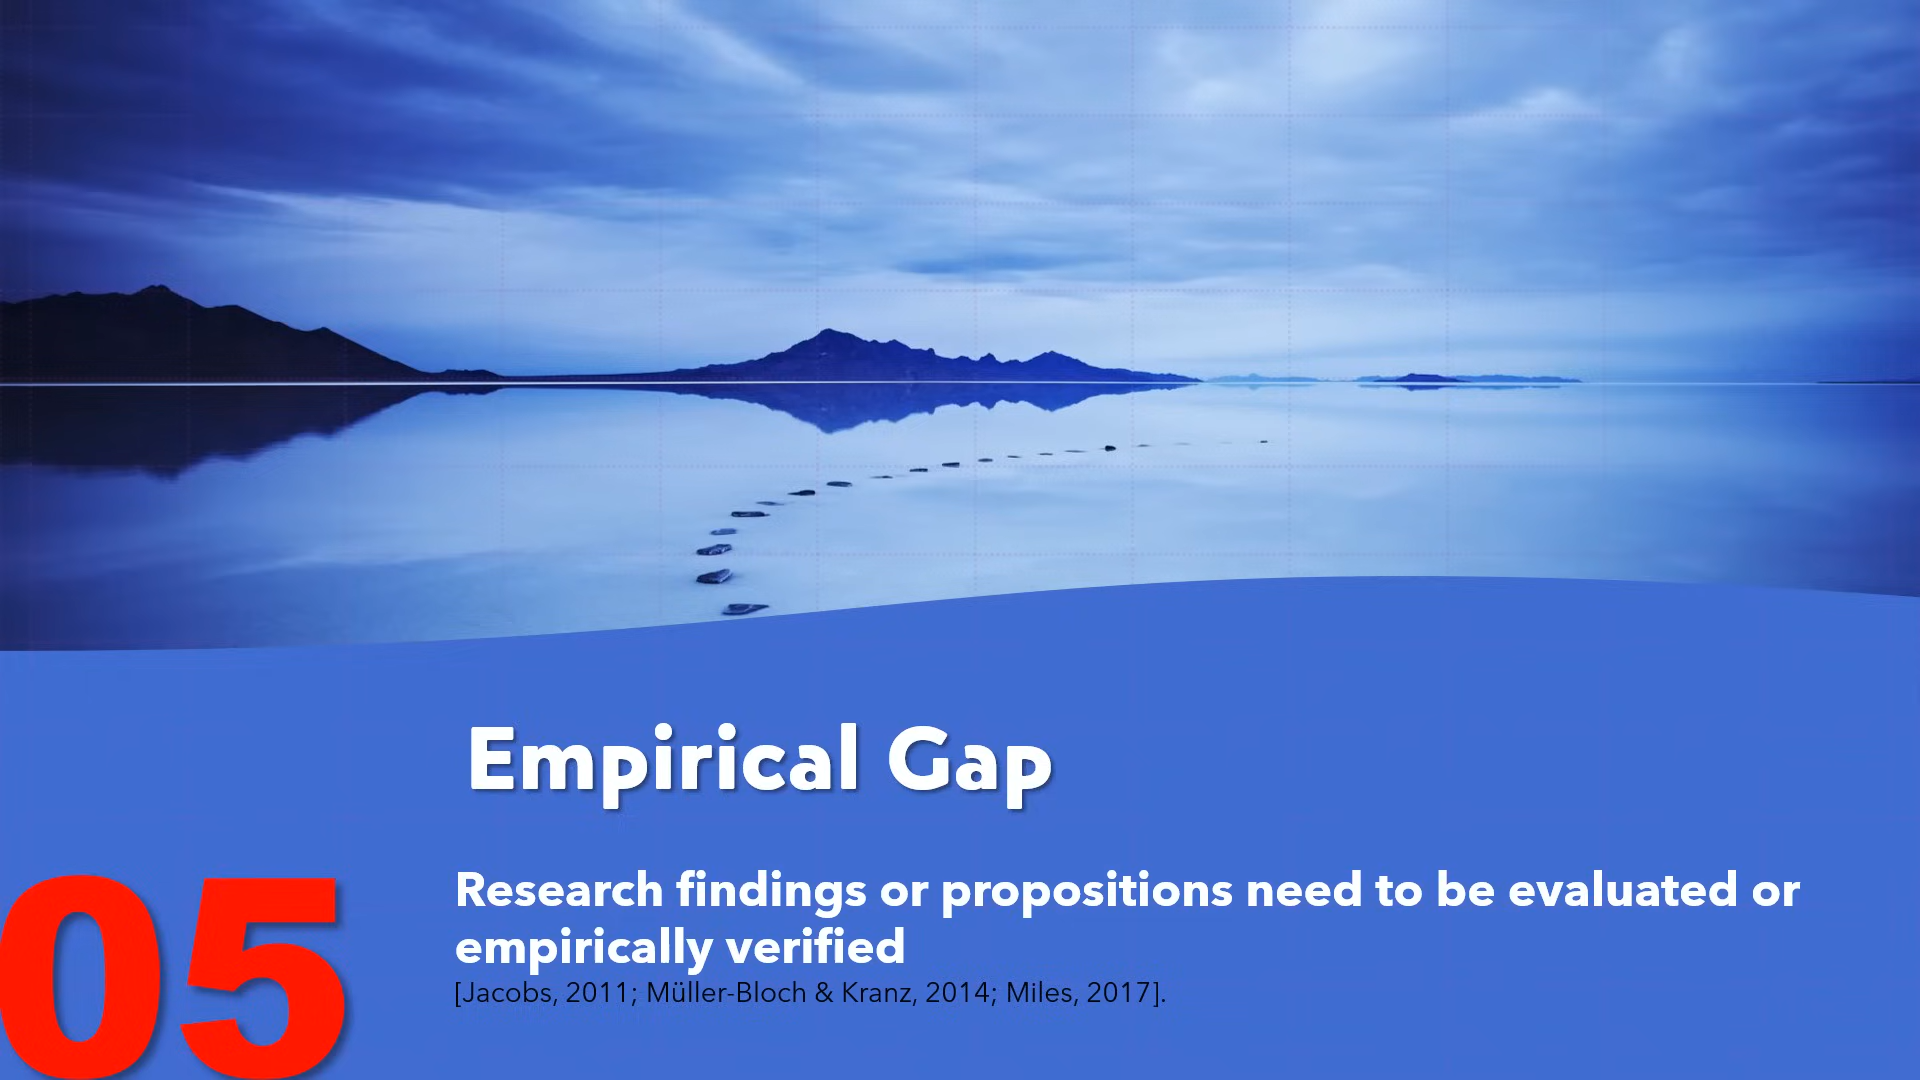 Empirical Gap
05
Research findings or propositions need to be evaluated or
empirically verified
[Jacobs, 2011; Müller-Bloch & Kranz, 2014; Miles, 2017].